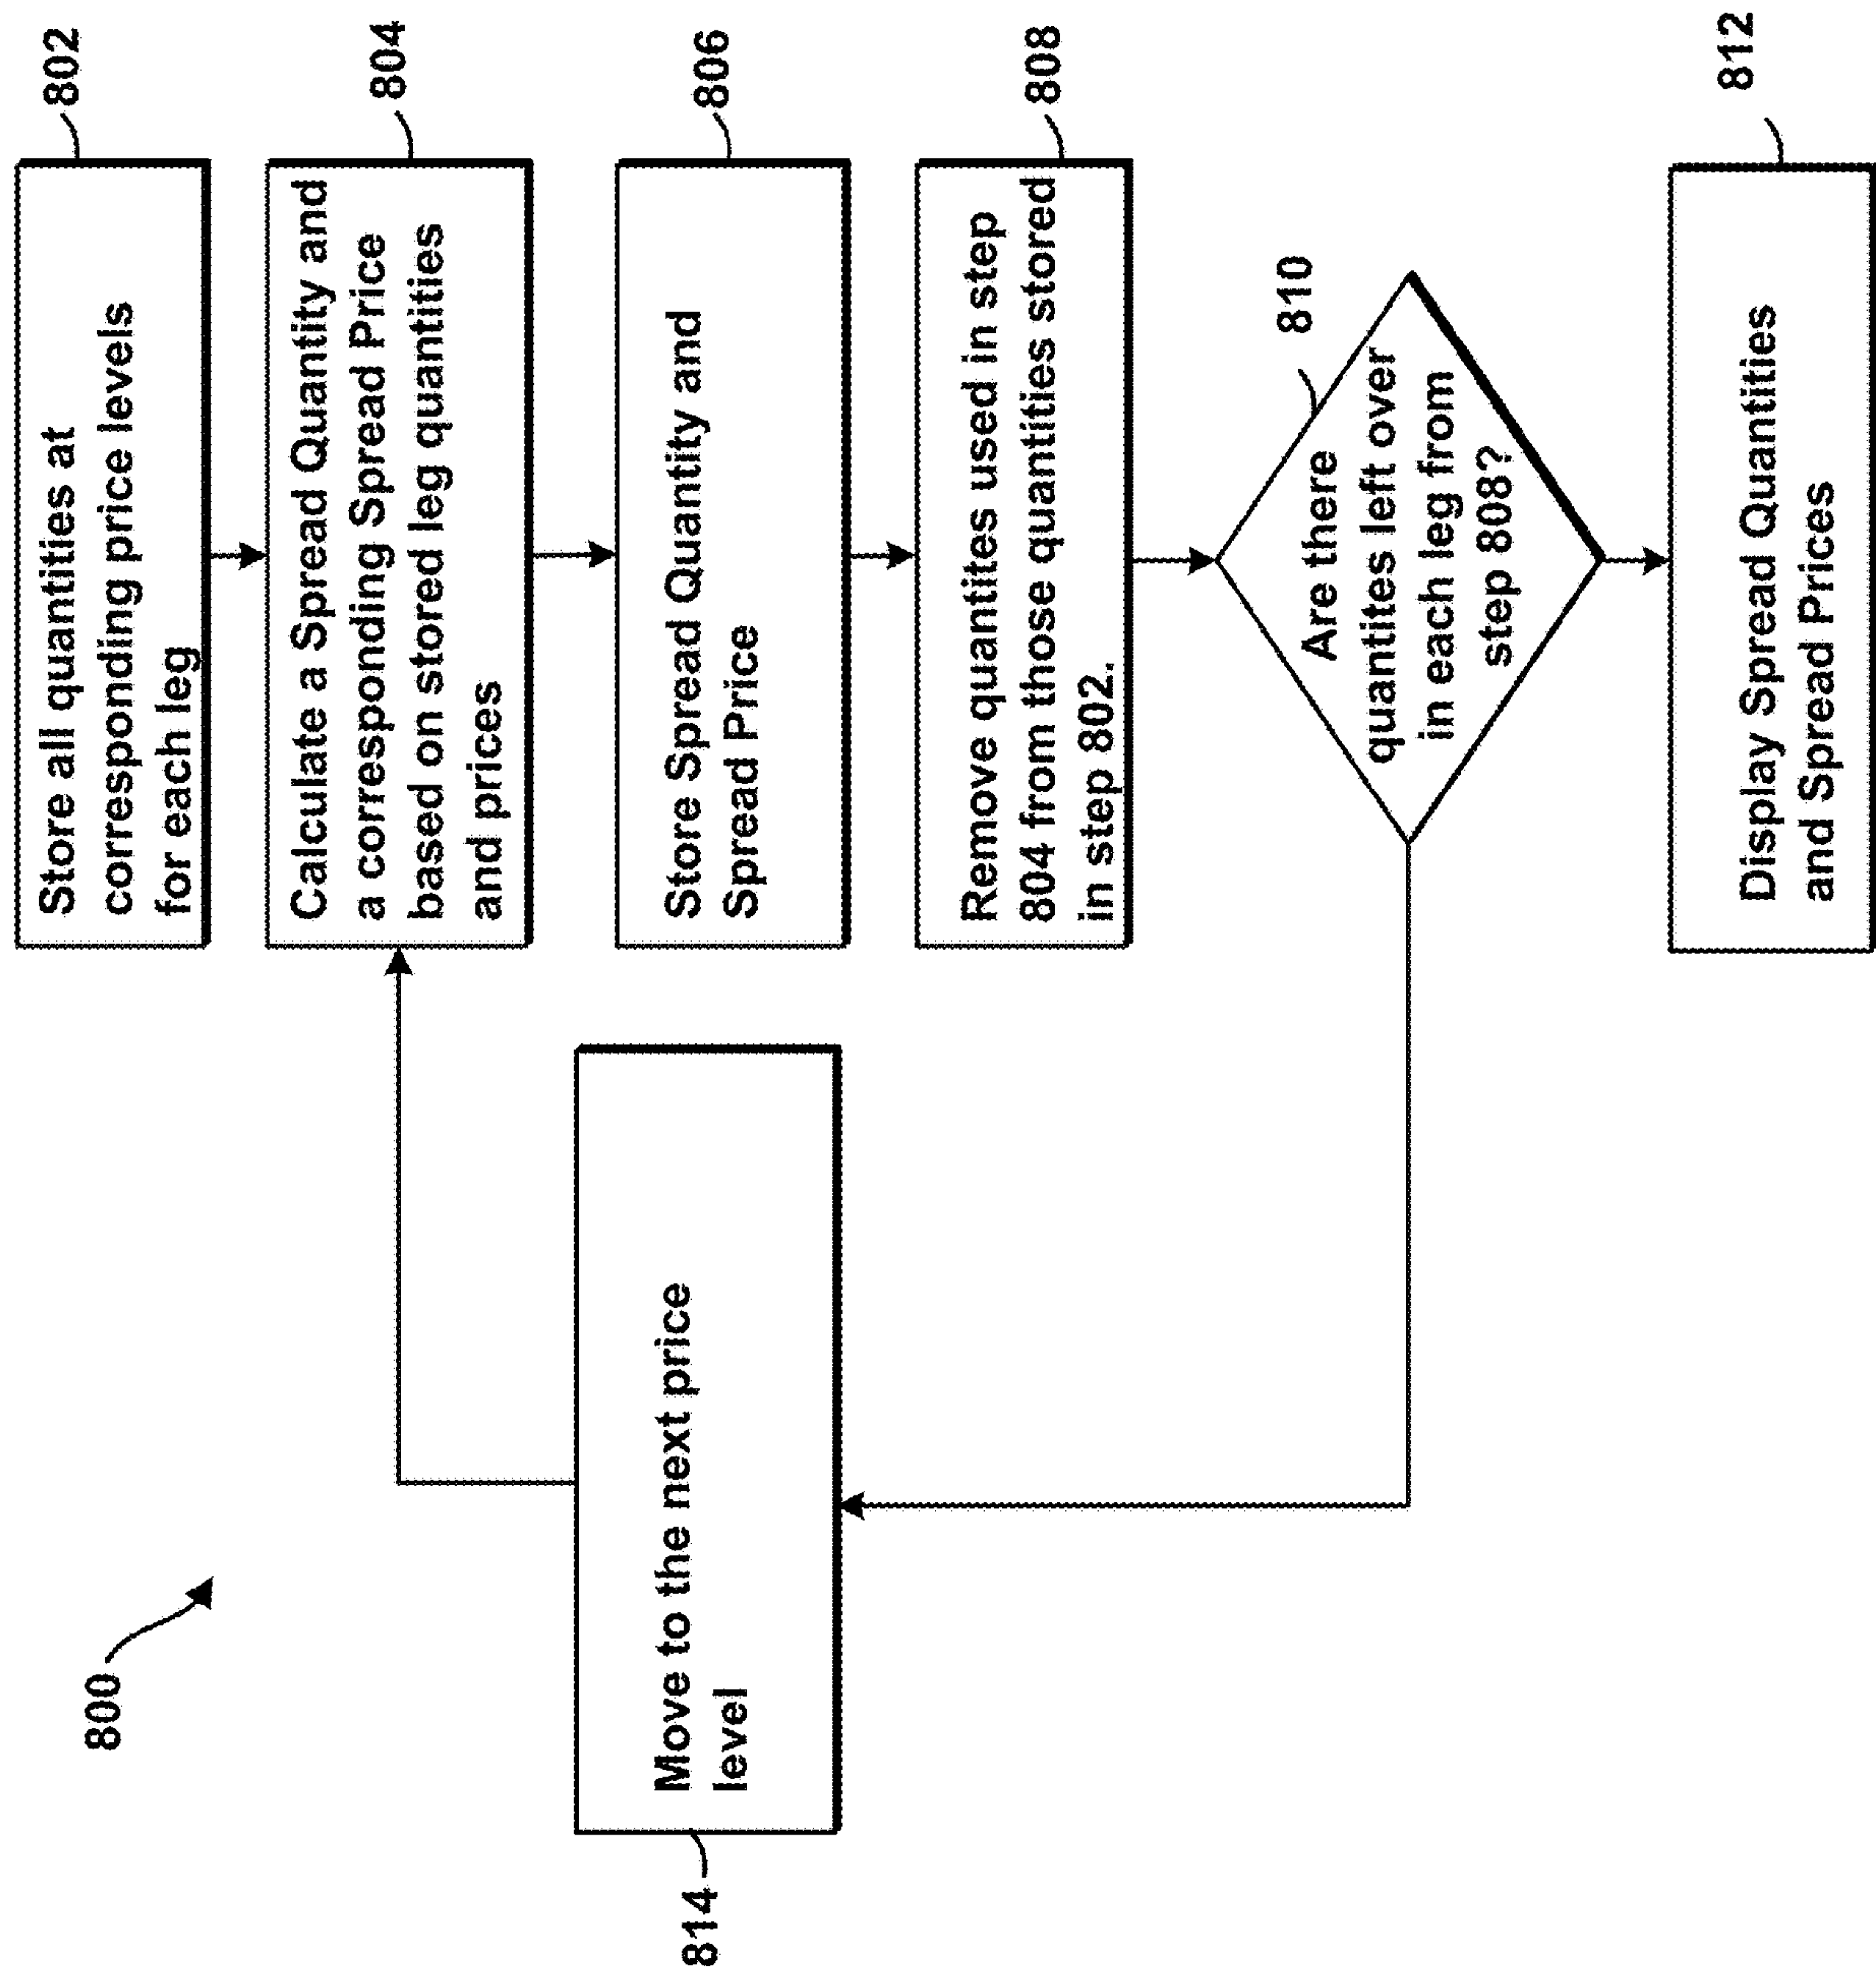 800
802
Store all quantities at
corresponding price levels
for each leg
804
Calculate a Spread Quantity and
a corresponding Spread Price
based on stored leg quantities
and prices
806
Store Spread Quantity and
Spread Price
808
Remove quantites used in step
804 from those quantities stored
in step 802.
810
Are there
quantites left over
in each leg from
step 808?
812
Display Spread Quantities
and Spread Prices
814
Move to the next price
level